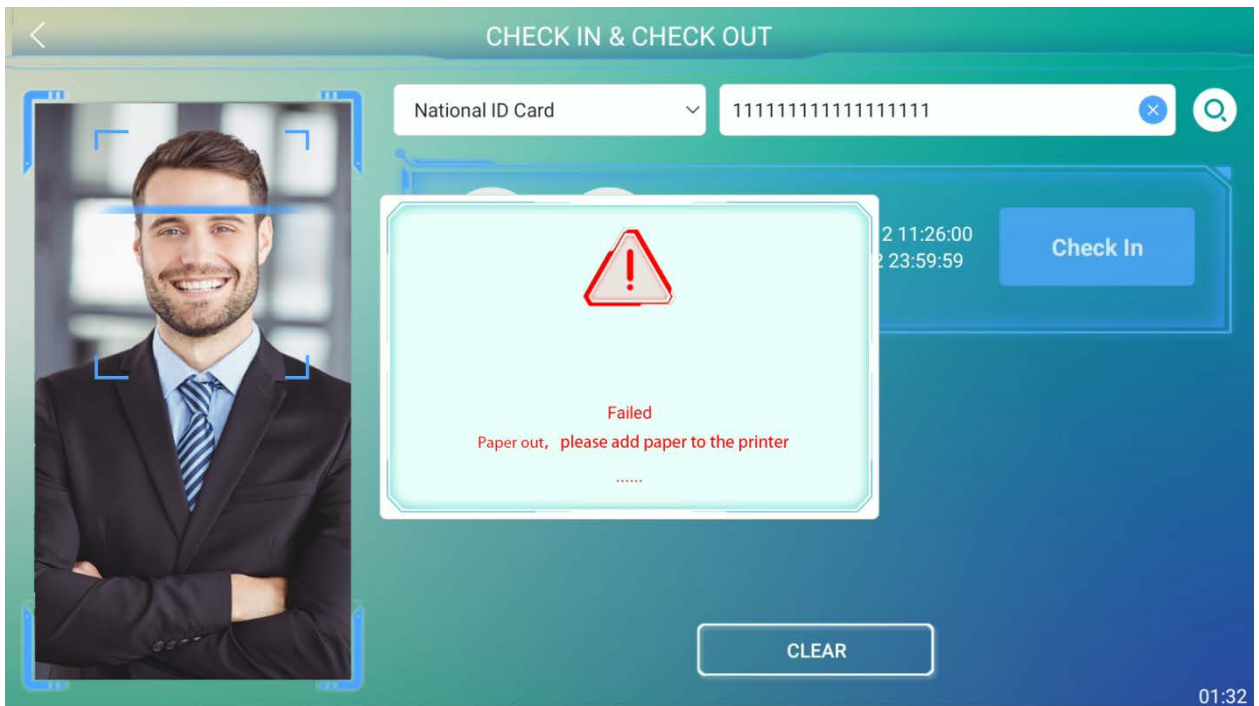 CHECK IN & CHECK OUT
National ID Card
111111111111111111
2 11:26:00
23:59:59
Check In
Failed
Paper out, please add paper to the printer
......
CLEAR
01:32